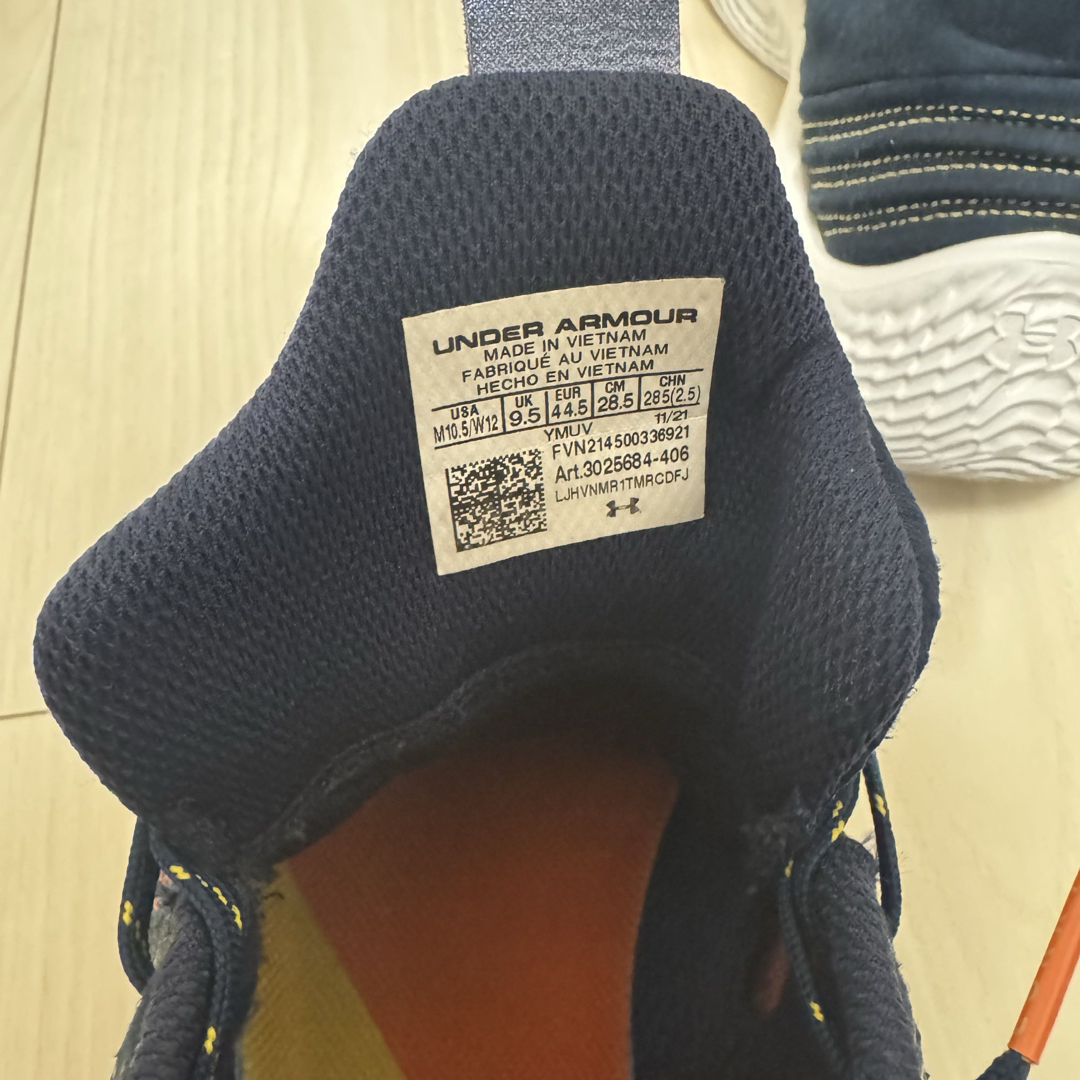 UNDER ARMOUR
MADE IN VIETNAM
FABRIQUÉ AU VIETNAM
HECHO EN VIETNAM
USA UK EUR CM CHN
M10.5/W12 9.5 44.5 28.5 285(2.5)
YMUV 11/21
FVN214500336921
Art.3025684-406
LJHVNMR1TMRCDFJ